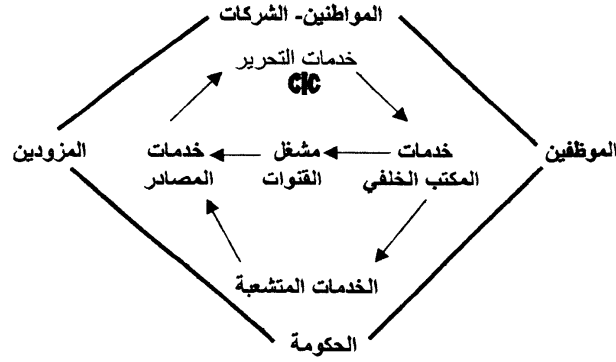 المواطنين- الشركات
خدمات التحرير
CiC
الموظفين
خدمات
المكتب الخلفي
مشغل
القنوات
خدمات
المصادر
المزودين
الخدمات المتشعبة
الحكومة